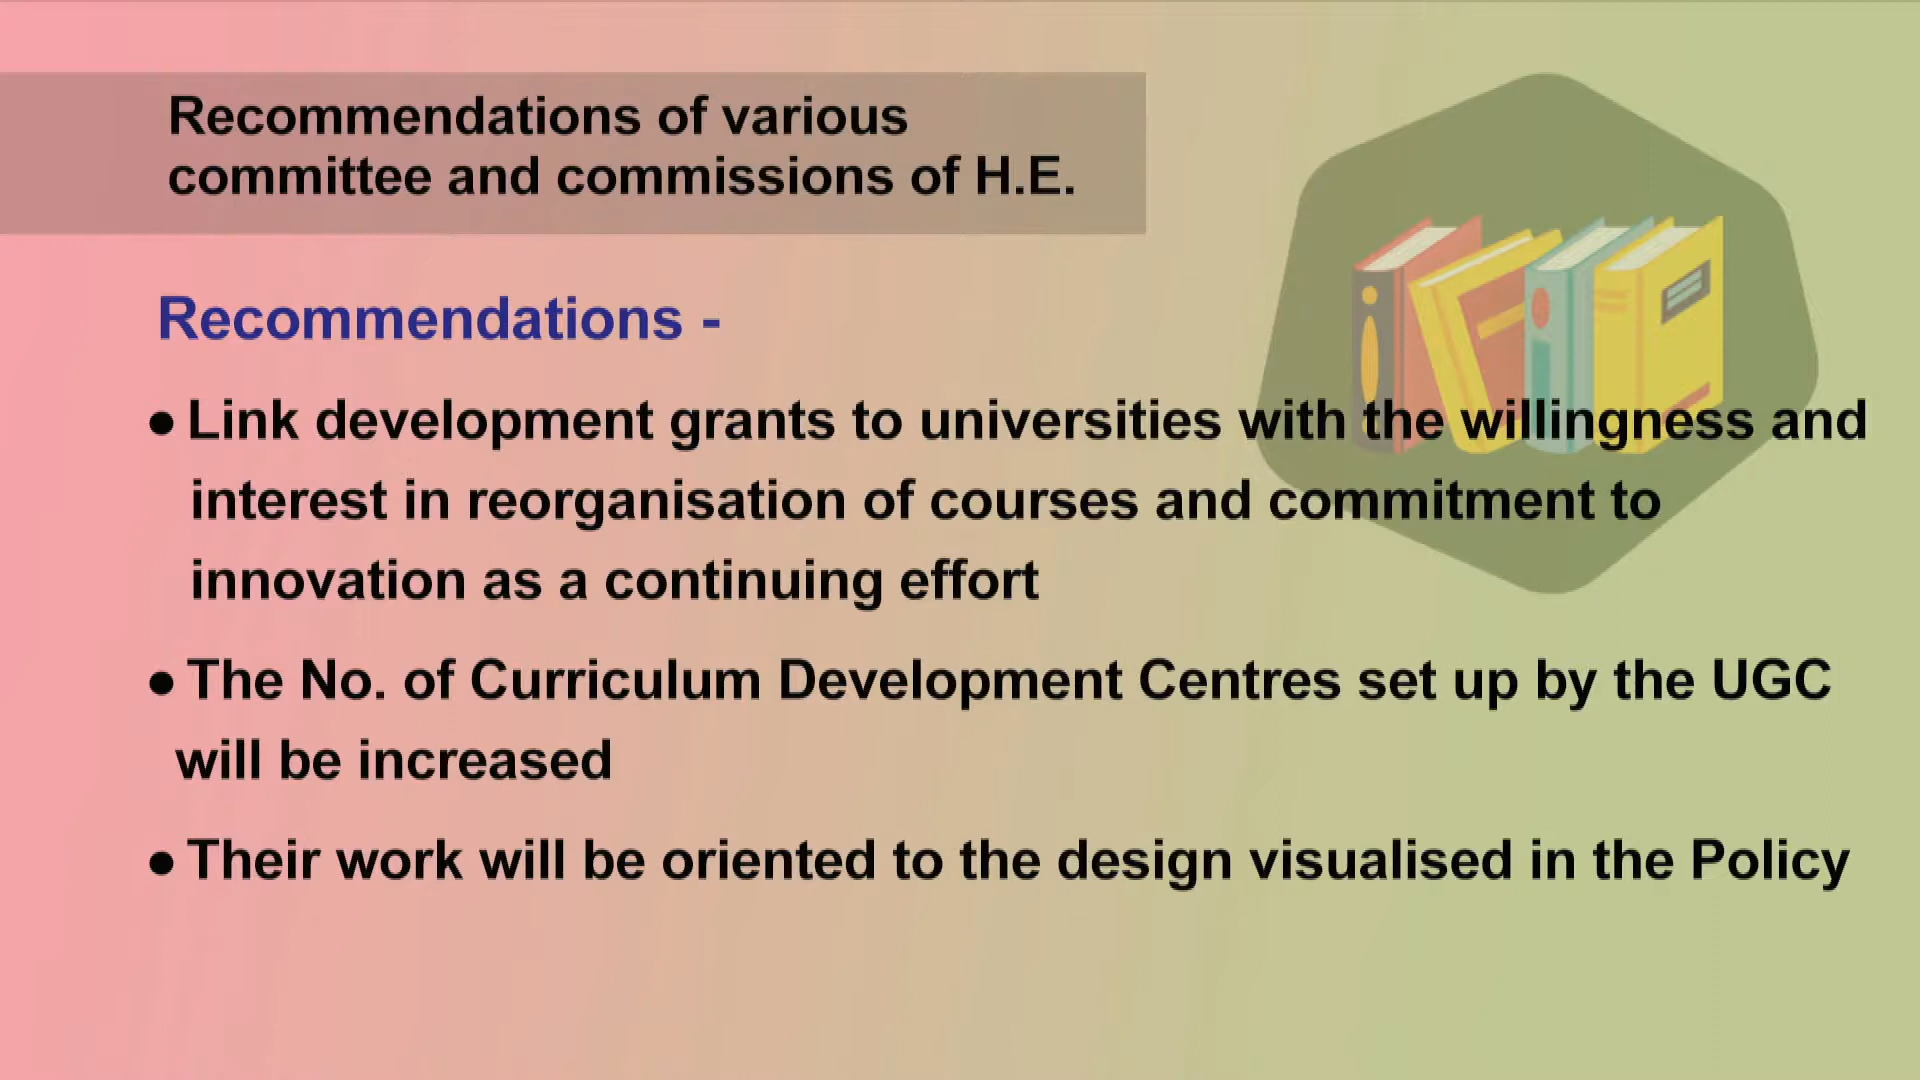 Recommendations of various
committee and commissions of H.E.
Recommendations -
● Link development grants to universities with the willingness and
interest in reorganisation of courses and commitment to
innovation as a continuing effort
● The No. of Curriculum Development Centres set up by the UGC
will be increased
● Their work will be oriented to the design visualised in the Policy